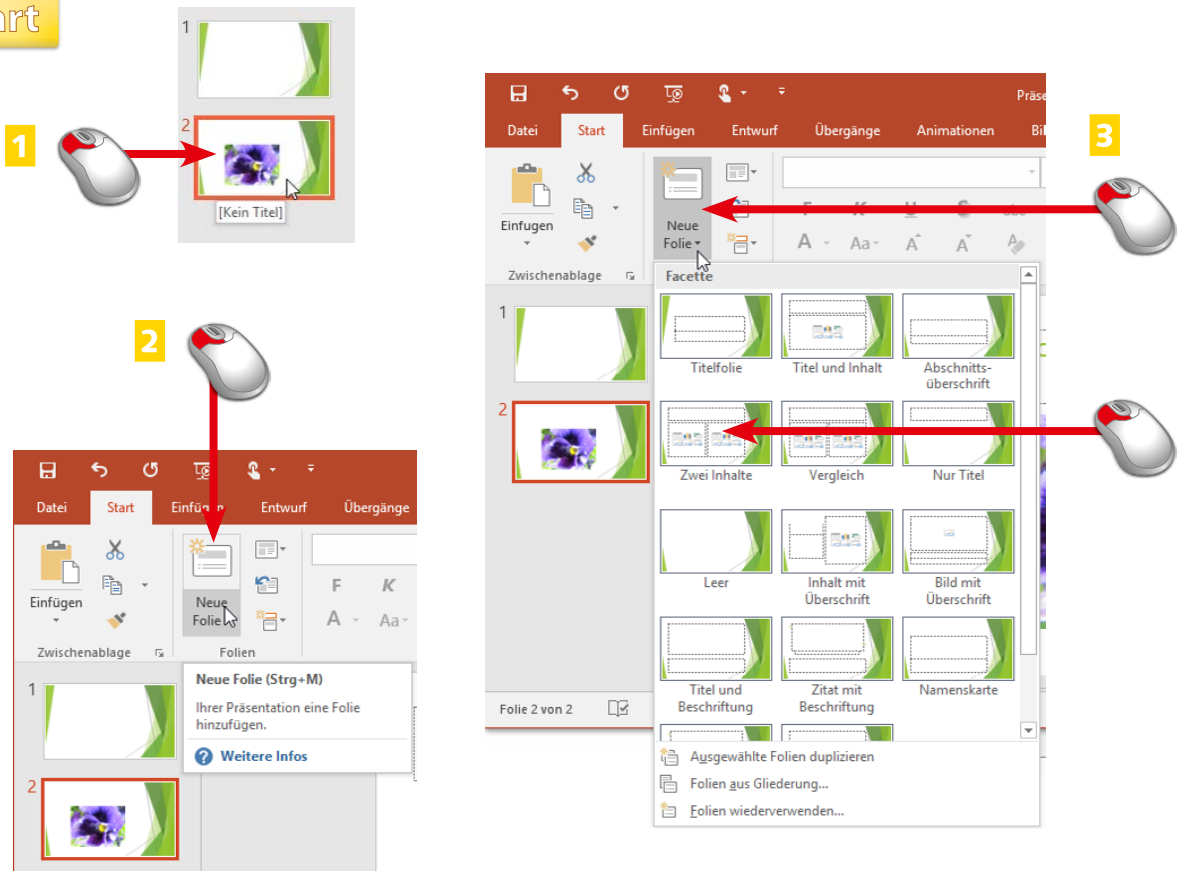 art
1
2
[Kein Titel]
1
2
Datei Start Einfügen Entwurf Übergänge
Einfügen
Neue
Folie
F K
A Aa
Zwischenablage Folien
Neue Folie (Strg+M)
Ihrer Präsentation eine Folie
hinzufügen.
Weitere Infos
1
2
3
Präse
Datei Start Einfügen Entwurf Übergänge Animationen Bil
Einfugen
Neue
Folie
F K U S abc
A Aa A A A
Zwischenablage
Facette
Titelfolie Titel und Inhalt Abschnitts-
überschrift
Zwei Inhalte Vergleich Nur Titel
Leer Inhalt mit Bild mit
Überschrift Überschrift
Titel und Zitat mit Namenskarte
Beschriftung Beschriftung
Ausgewählte Folien duplizieren
Folien aus Gliederung...
Folien wiederverwenden...
1
2
Folie 2 von 2